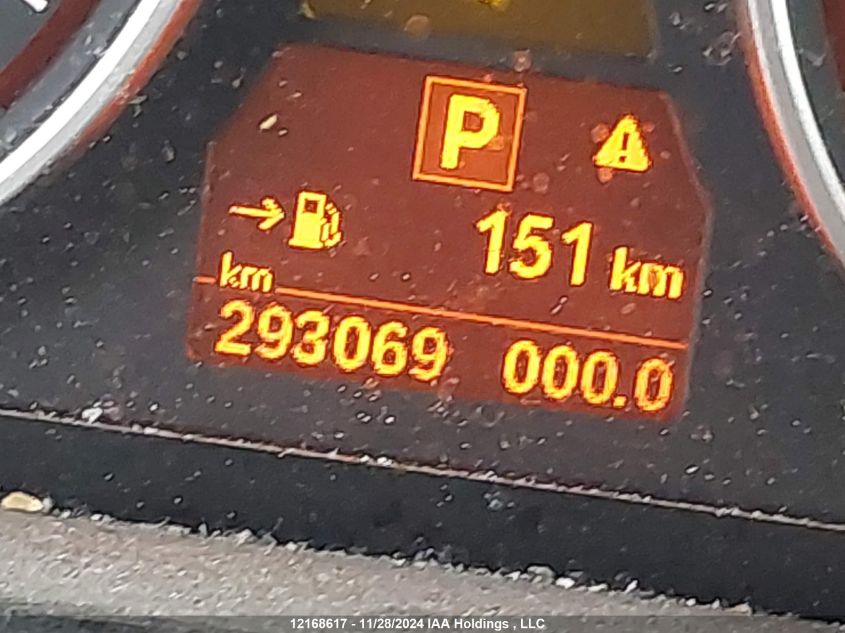 P
151 km
km
293069 000.0
12168617 - 11/28/2024 IAA Holdings , LLC